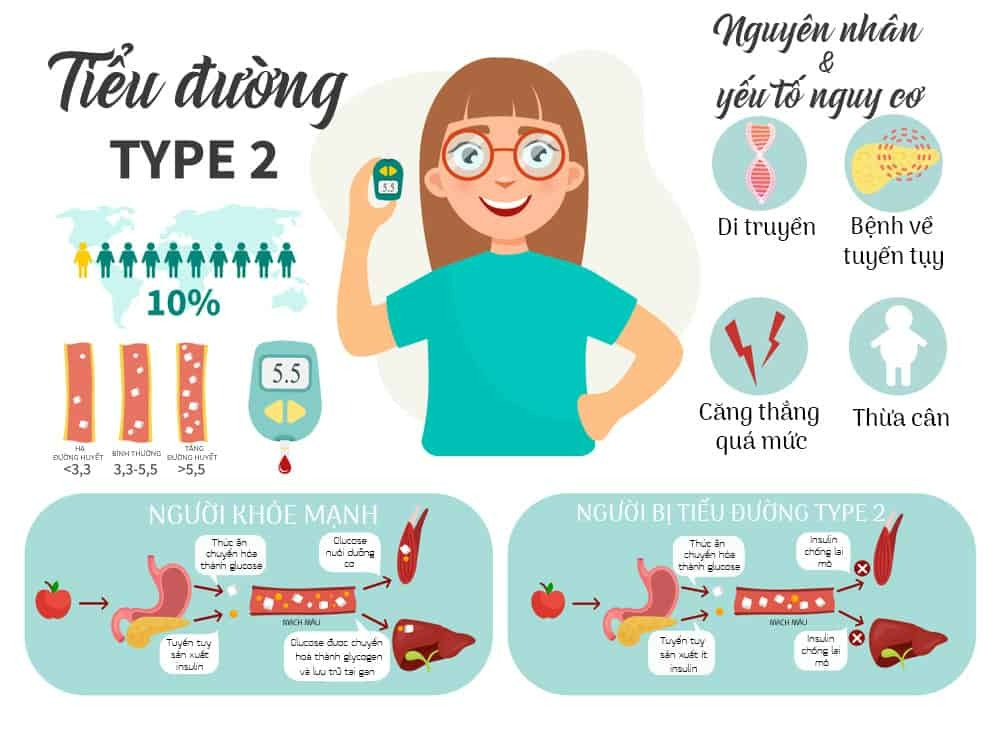 Tiểu đường
TYPE 2
10%
HẠ
ĐƯỜNG HUYẾT
<3,3
BÌNH THƯỜNG
3,3-5,5
TĂNG
ĐƯỜNG HUYẾT
>5,5
5.5
5.5
Nguyên nhân
&
yếu tố nguy cơ
Di truyền
Bệnh về
tuyến tụy
Căng thẳng
quá mức
Thừa cân
NGƯỜI KHỎE MẠNH
Thức ăn
chuyển hóa
thành glucose
Glucose
nuôi dưỡng
cơ
MẠCH MÁU
Tuyến tụy
sản xuất
insulin
Glucose được chuyển
hoá thành glycogen
và lưu trữ tại gan
NGƯỜI BỊ TIỂU ĐƯỜNG TYPE 2
Thức ăn
chuyển hóa
thành glucose
Insulin
chống lại
mô
MẠCH MÁU
Tuyến tụy
sản xuất ít
insulin
Insulin
chống lại
mô